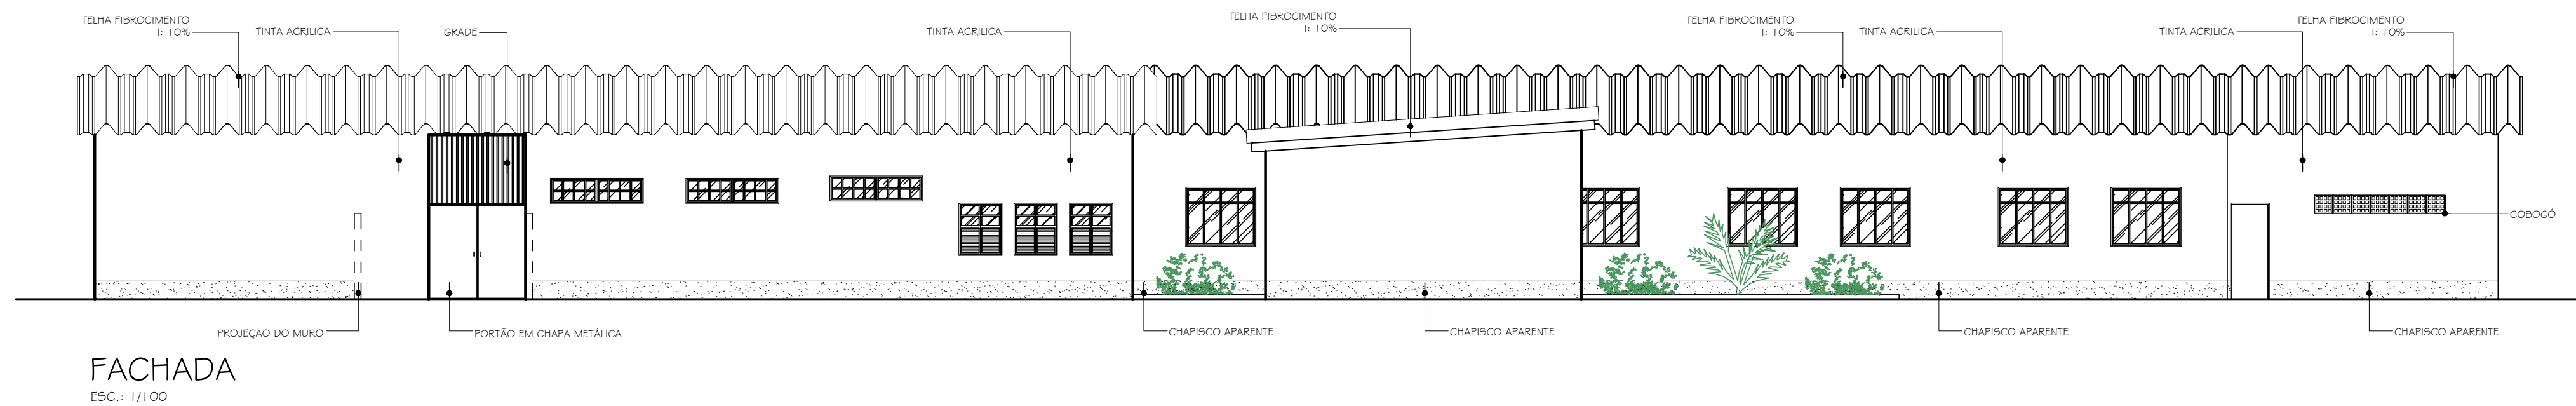 TELHA FIBROCIMENTO
I: 10%
TINTA ACRILICA
GRADE
TINTA ACRILICA
TELHA FIBROCIMENTO
I: 10%
TELHA FIBROCIMENTO
I: 10%
TINTA ACRILICA
TINTA ACRILICA
TELHA FIBROCIMENTO
I: 10%
COBOGÓ
PROJEÇÃO DO MURO
PORTÃO EM CHAPA METÁLICA
CHAPISCO APARENTE
CHAPISCO APARENTE
CHAPISCO APARENTE
CHAPISCO APARENTE
FACHADA
ESC.: 1/100